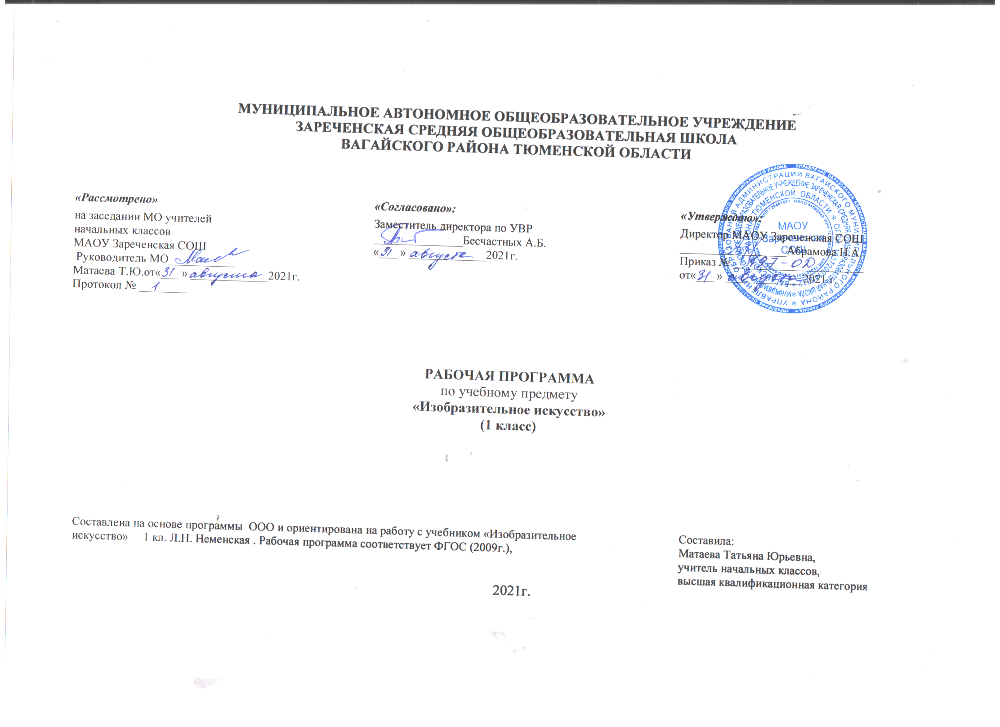 МУНИЦИПАЛЬНОЕ АВТОНОМНОЕ ОБЩЕОБРАЗОВАТЕЛЬНОЕ УЧРЕЖДЕНИЕ
ЗАРЕЧЕНСКАЯ СРЕДНЯЯ ОБЩЕОБРАЗОВАТЕЛЬНАЯ ШКОЛА
ВАГАЙСКОГО РАЙОНА ТЮМЕНСКОЙ ОБЛАСТИ
«Рассмотрено»
на заседании МО учителей
начальных классов
МАОУ Зареченская СОШ
Руководитель МО
Матаева Т.Ю.от« 31 » августа 2021г.
Протокол № 1
«Согласовано»:
Заместитель директора по УВР
Бесчастных А.Б.
« 31 » августа 2021г.
«Утверждаю»:
Директор МАОУ Зареченская СОШ
Абрамова Н.А.
Приказ № 197-ОД
от« 31 » августа 2021 г.
МАОУ
Зареченская
СОШ
РАБОЧАЯ ПРОГРАММА
по учебному предмету
«Изобразительное искусство»
(1 класс)
Составлена на основе программы ООО и ориентирована на работу с учебником «Изобразительное
искусство» 1 кл. Л.Н. Неменская . Рабочая программа соответствует ФГОС (2009г.),
Составила:
Матаева Татьяна Юрьевна,
учитель начальных классов,
высшая квалификационная категория
2021г.